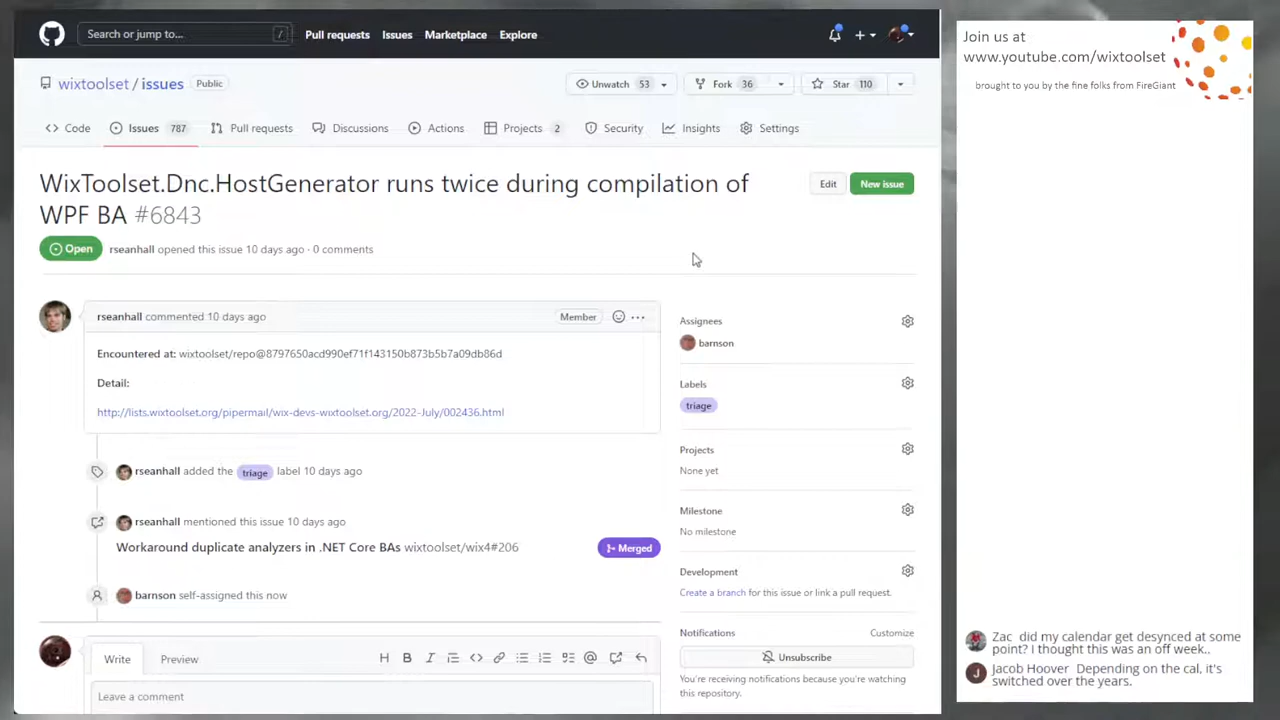 Search or jump to...
/
Pull requests
Issues
Marketplace
Explore
wixtoolset / issues
Public
Unwatch 53
Fork 36
Star 110
Code
Issues 787
Pull requests
Discussions
Actions
Projects 2
Security
Insights
Settings
WixToolset.Dnc.HostGenerator runs twice during compilation of
WPF BA #6843
Edit
New issue
Open
rseanhall opened this issue 10 days ago · 0 comments
rseanhall commented 10 days ago
Member
Encountered at: wixtoolset/repo@8797650acd990ef71f143150b873b5b7a09db86d
Detail:
http://lists.wixtoolset.org/pipermail/wix-devs-wixtoolset.org/2022-July/002436.html
rseanhall added the triage label 10 days ago
rseanhall mentioned this issue 10 days ago
Workaround duplicate analyzers in .NET Core BAs wixtoolset/wix4#206
Merged
barnson self-assigned this now
Write
Preview
Leave a comment
Assignees
barnson
Labels
triage
Projects
None yet
Milestone
No milestone
Development
Create a branch for this issue or link a pull request.
Notifications
Customize
Unsubscribe
You're receiving notifications because you're watching
this repository.
Join us at
www.youtube.com/wixtoolset
brought to you by the fine folks from FireGiant
Zac did my calendar get desynced at some
point? I thought this was an off week..
J
Jacob Hoover Depending on the cal, it's
switched over the years.